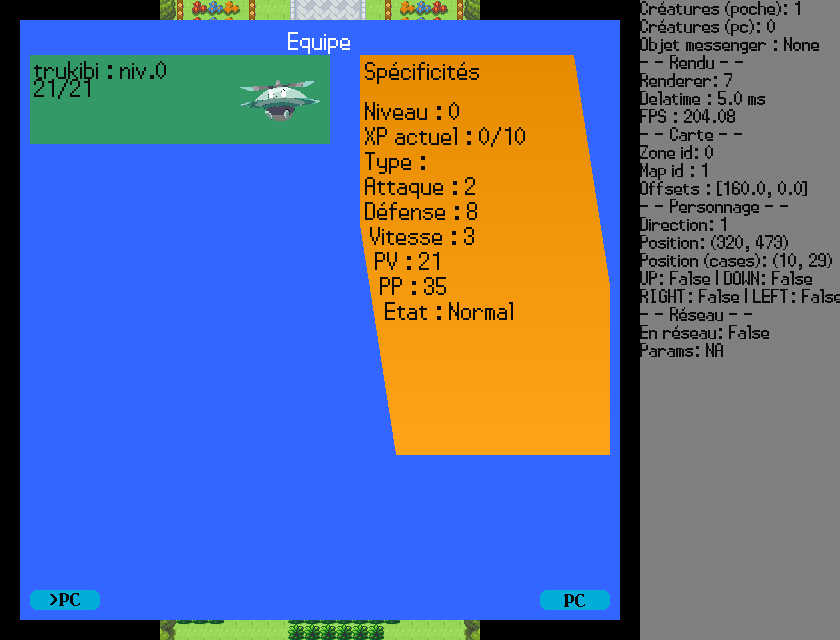 Equipe
trukibi : niv.0
21/21
Spécificités
Niveau : 0
XP actuel : 0/10
Type :
Attaque : 2
Défense : 8
Vitesse : 3
PV : 21
PP : 35
Etat : Normal
>PC
PC
Créatures (poche): 1
Créatures (pc): 0
Objet messenger : None
- - Rendu - -
Renderer: 7
Delatime : 5.0 ms
FPS : 204.08
- - Carte - -
Zone id: 0
Map id : 1
Offsets : [160.0, 0.0]
- - Personnage - -
Direction: 1
Position: (320, 473)
Position (cases): (10, 29)
UP: False | DOWN: False
RIGHT: False | LEFT: False
- - Réseau - -
En réseau: False
Params: NA